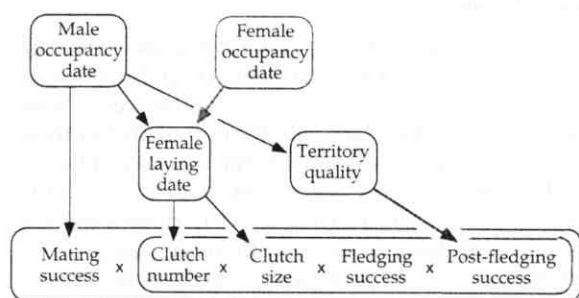 Male
occupancy
date
Female
occupancy
date
Female
laying
date
Territory
quality
Mating
success
x
Clutch
number
x
Clutch
size
x
Fledging
success
x
Post-fledging
success